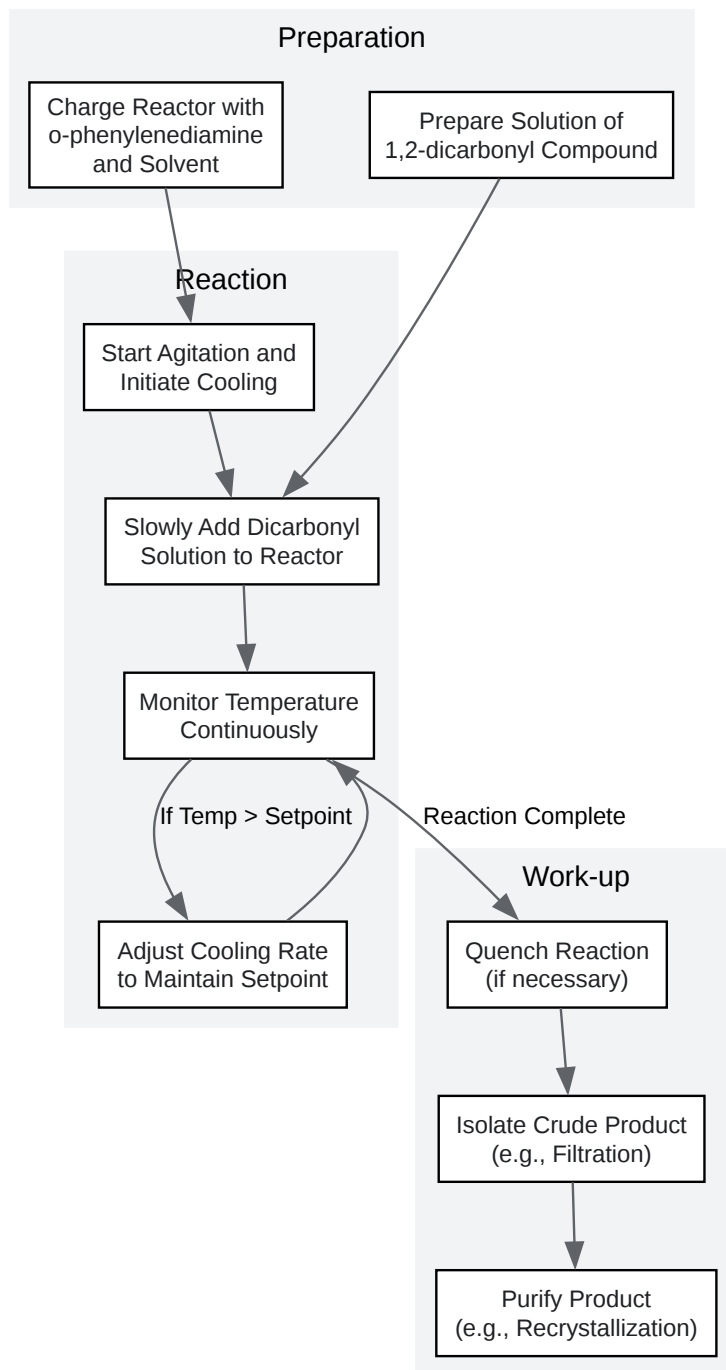 Preparation
Charge Reactor with
o-phenylenediamine
and Solvent
Prepare Solution of
1,2-dicarbonyl Compound
Reaction
Start Agitation and
Initiate Cooling
Slowly Add Dicarbonyl
Solution to Reactor
Monitor Temperature
Continuously
If Temp > Setpoint
Reaction Complete
Adjust Cooling Rate
to Maintain Setpoint
Work-up
Quench Reaction
(if necessary)
Isolate Crude Product
(e.g., Filtration)
Purify Product
(e.g., Recrystallization)